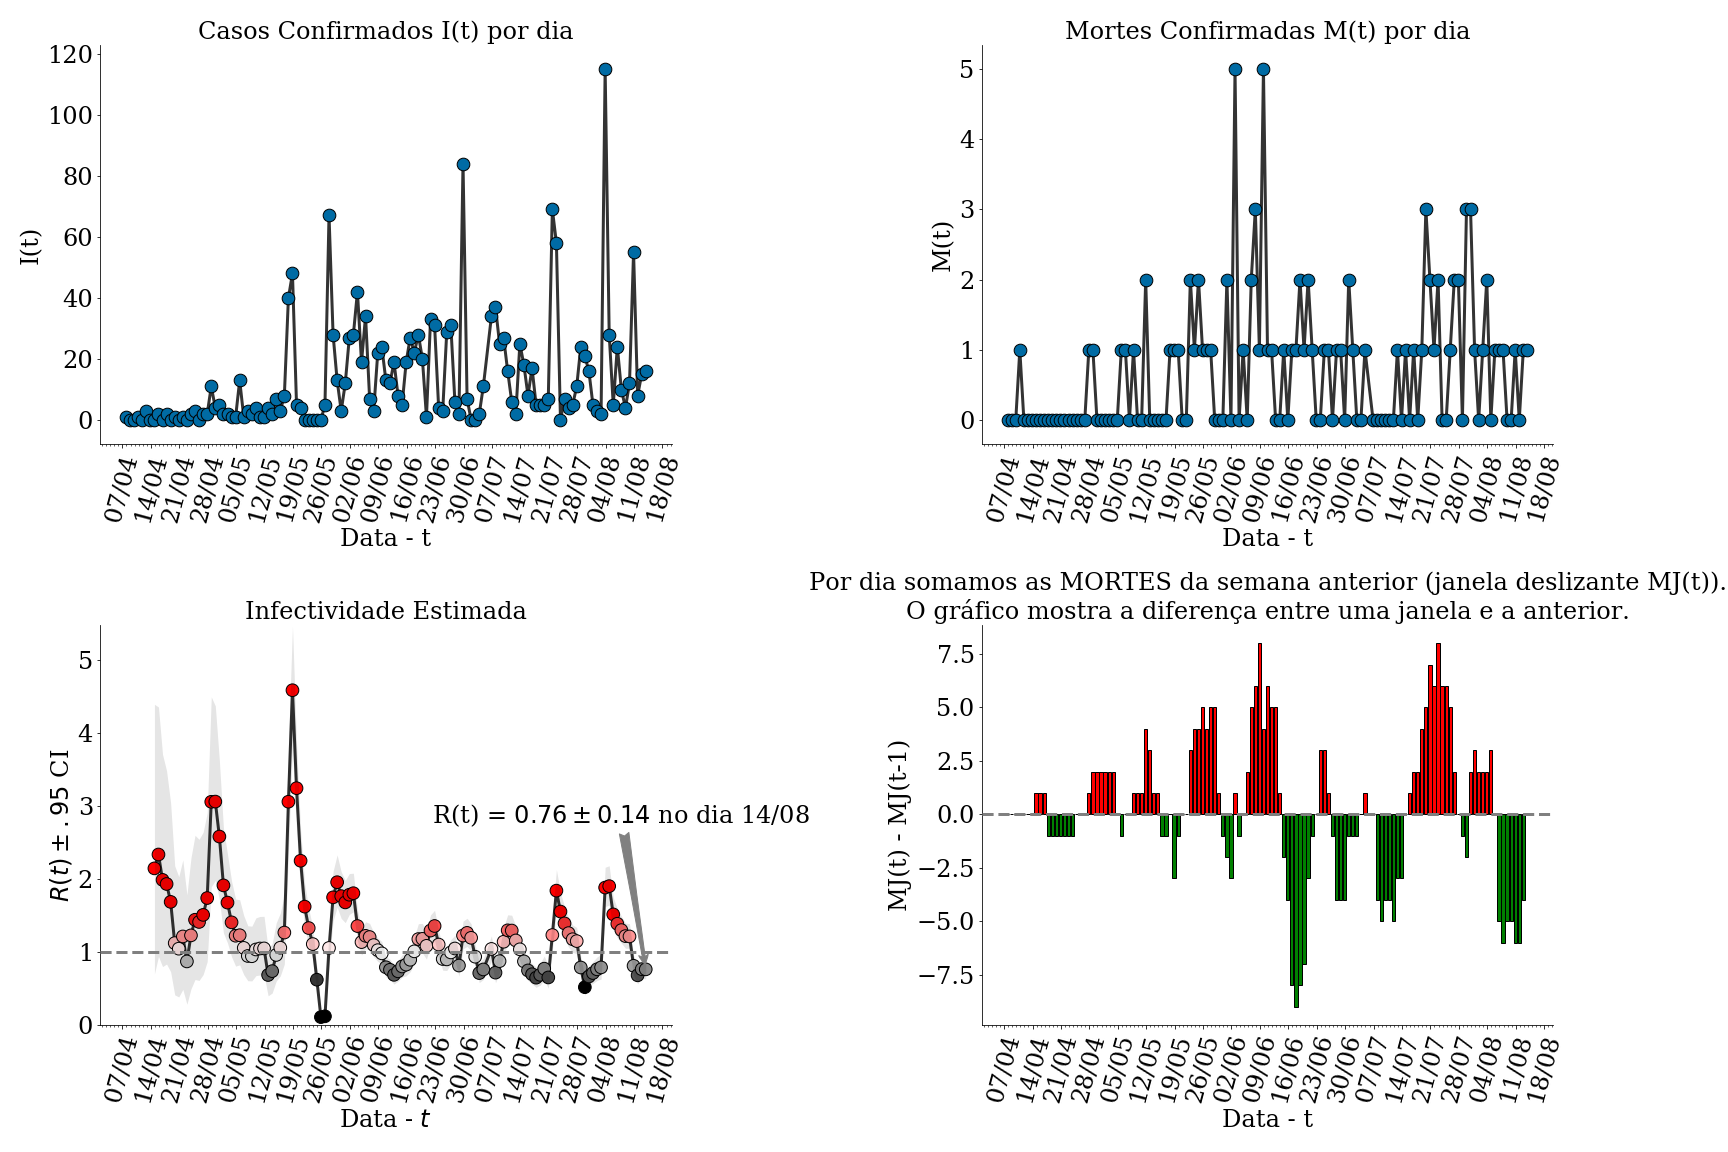 Casos Confirmados I(t) por dia
120
100
80
60
40
20
0
I(t)
07/04 14/04 21/04 28/04 05/05 12/05 19/05 26/05 02/06 09/06 16/06 23/06 30/06 07/07 14/07 21/07 28/07 04/08 11/08 18/08
Data - t
Mortes Confirmadas M(t) por dia
5
4
3
2
1
0
M(t)
07/04 14/04 21/04 28/04 05/05 12/05 19/05 26/05 02/06 09/06 16/06 23/06 30/06 07/07 14/07 21/07 28/07 04/08 11/08 18/08
Data - t
Infectividade Estimada
5
4
3
2
1
0
R(t) ± . 95 CI
R(t) = 0.76 ± 0.14 no dia 14/08
07/04 14/04 21/04 28/04 05/05 12/05 19/05 26/05 02/06 09/06 16/06 23/06 30/06 07/07 14/07 21/07 28/07 04/08 11/08 18/08
Data - t
Por dia somamos as MORTES da semana anterior (janela deslizante MJ(t)).
O gráfico mostra a diferença entre uma janela e a anterior.
7.5
5.0
2.5
0.0
−2.5
−5.0
−7.5
MJ(t) - MJ(t-1)
07/04 14/04 21/04 28/04 05/05 12/05 19/05 26/05 02/06 09/06 16/06 23/06 30/06 07/07 14/07 21/07 28/07 04/08 11/08 18/08
Data - t